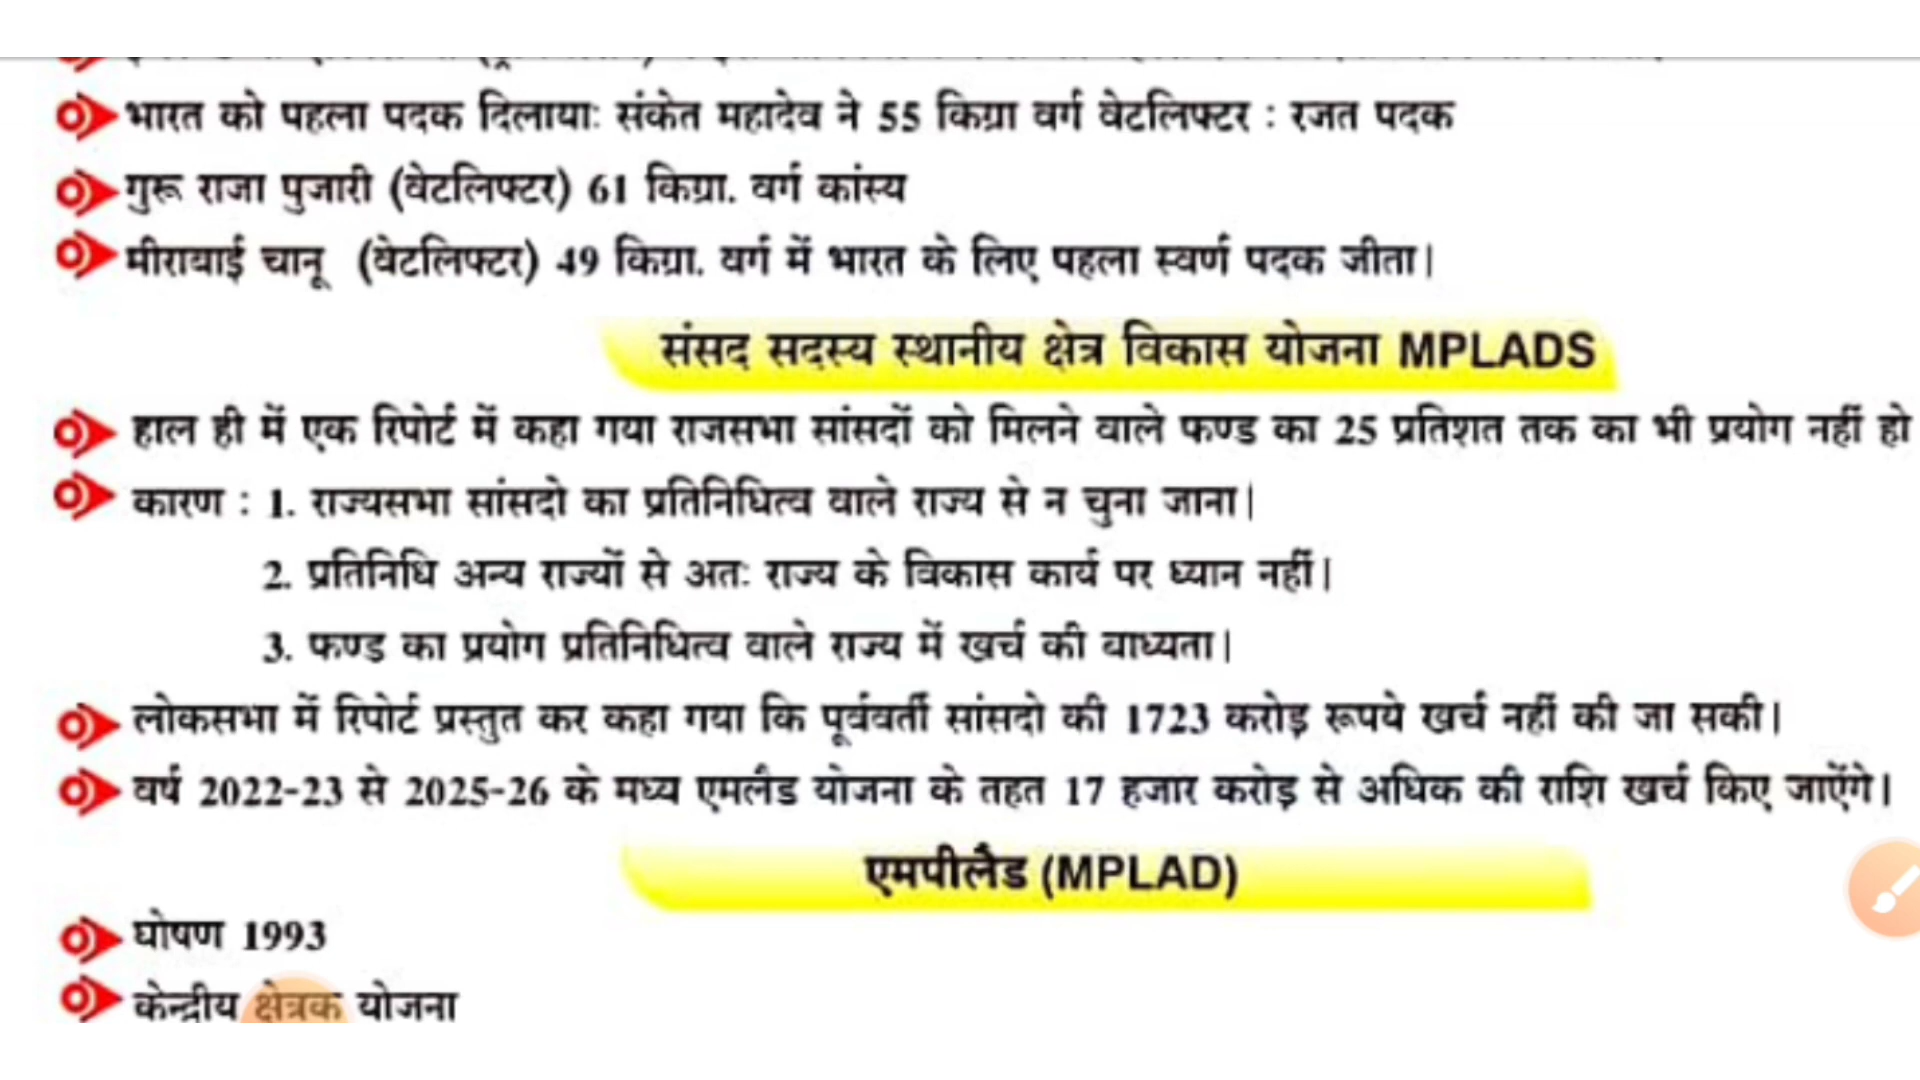 भारत को पहला पदक दिलायाः संकेत महादेव ने 55 किग्रा वर्ग वेटलिफ्टर : रजत पदक
गुरू राजा पुजारी (वेटलिफ्टर) 61 किग्रा. वर्ग कांस्य
मीराबाई चानू (वेटलिफ्टर) 49 किग्रा. वर्ग में भारत के लिए पहला स्वर्ण पदक जीता।
संसद सदस्य स्थानीय क्षेत्र विकास योजना MPLADS
हाल ही में एक रिपोर्ट में कहा गया राजसभा सांसदों को मिलने वाले फण्ड का 25 प्रतिशत तक का भी प्रयोग नहीं हो
कारण : 1. राज्यसभा सांसदो का प्रतिनिधित्व वाले राज्य से न चुना जाना।
2. प्रतिनिधि अन्य राज्यों से अतः राज्य के विकास कार्य पर ध्यान नहीं।
3. फण्ड का प्रयोग प्रतिनिधित्व वाले राज्य में खर्च की बाध्यता।
लोकसभा में रिपोर्ट प्रस्तुत कर कहा गया कि पूर्ववर्ती सांसदो की 1723 करोड़ रूपये खर्च नहीं की जा सकी।
वर्ष 2022-23 से 2025-26 के मध्य एमलैंड योजना के तहत 17 हजार करोड़ से अधिक की राशि खर्च किए जाऐंगे।
एमपीलैड (MPLAD)
घोषण 1993
केन्द्रीय क्षेत्रक योजना